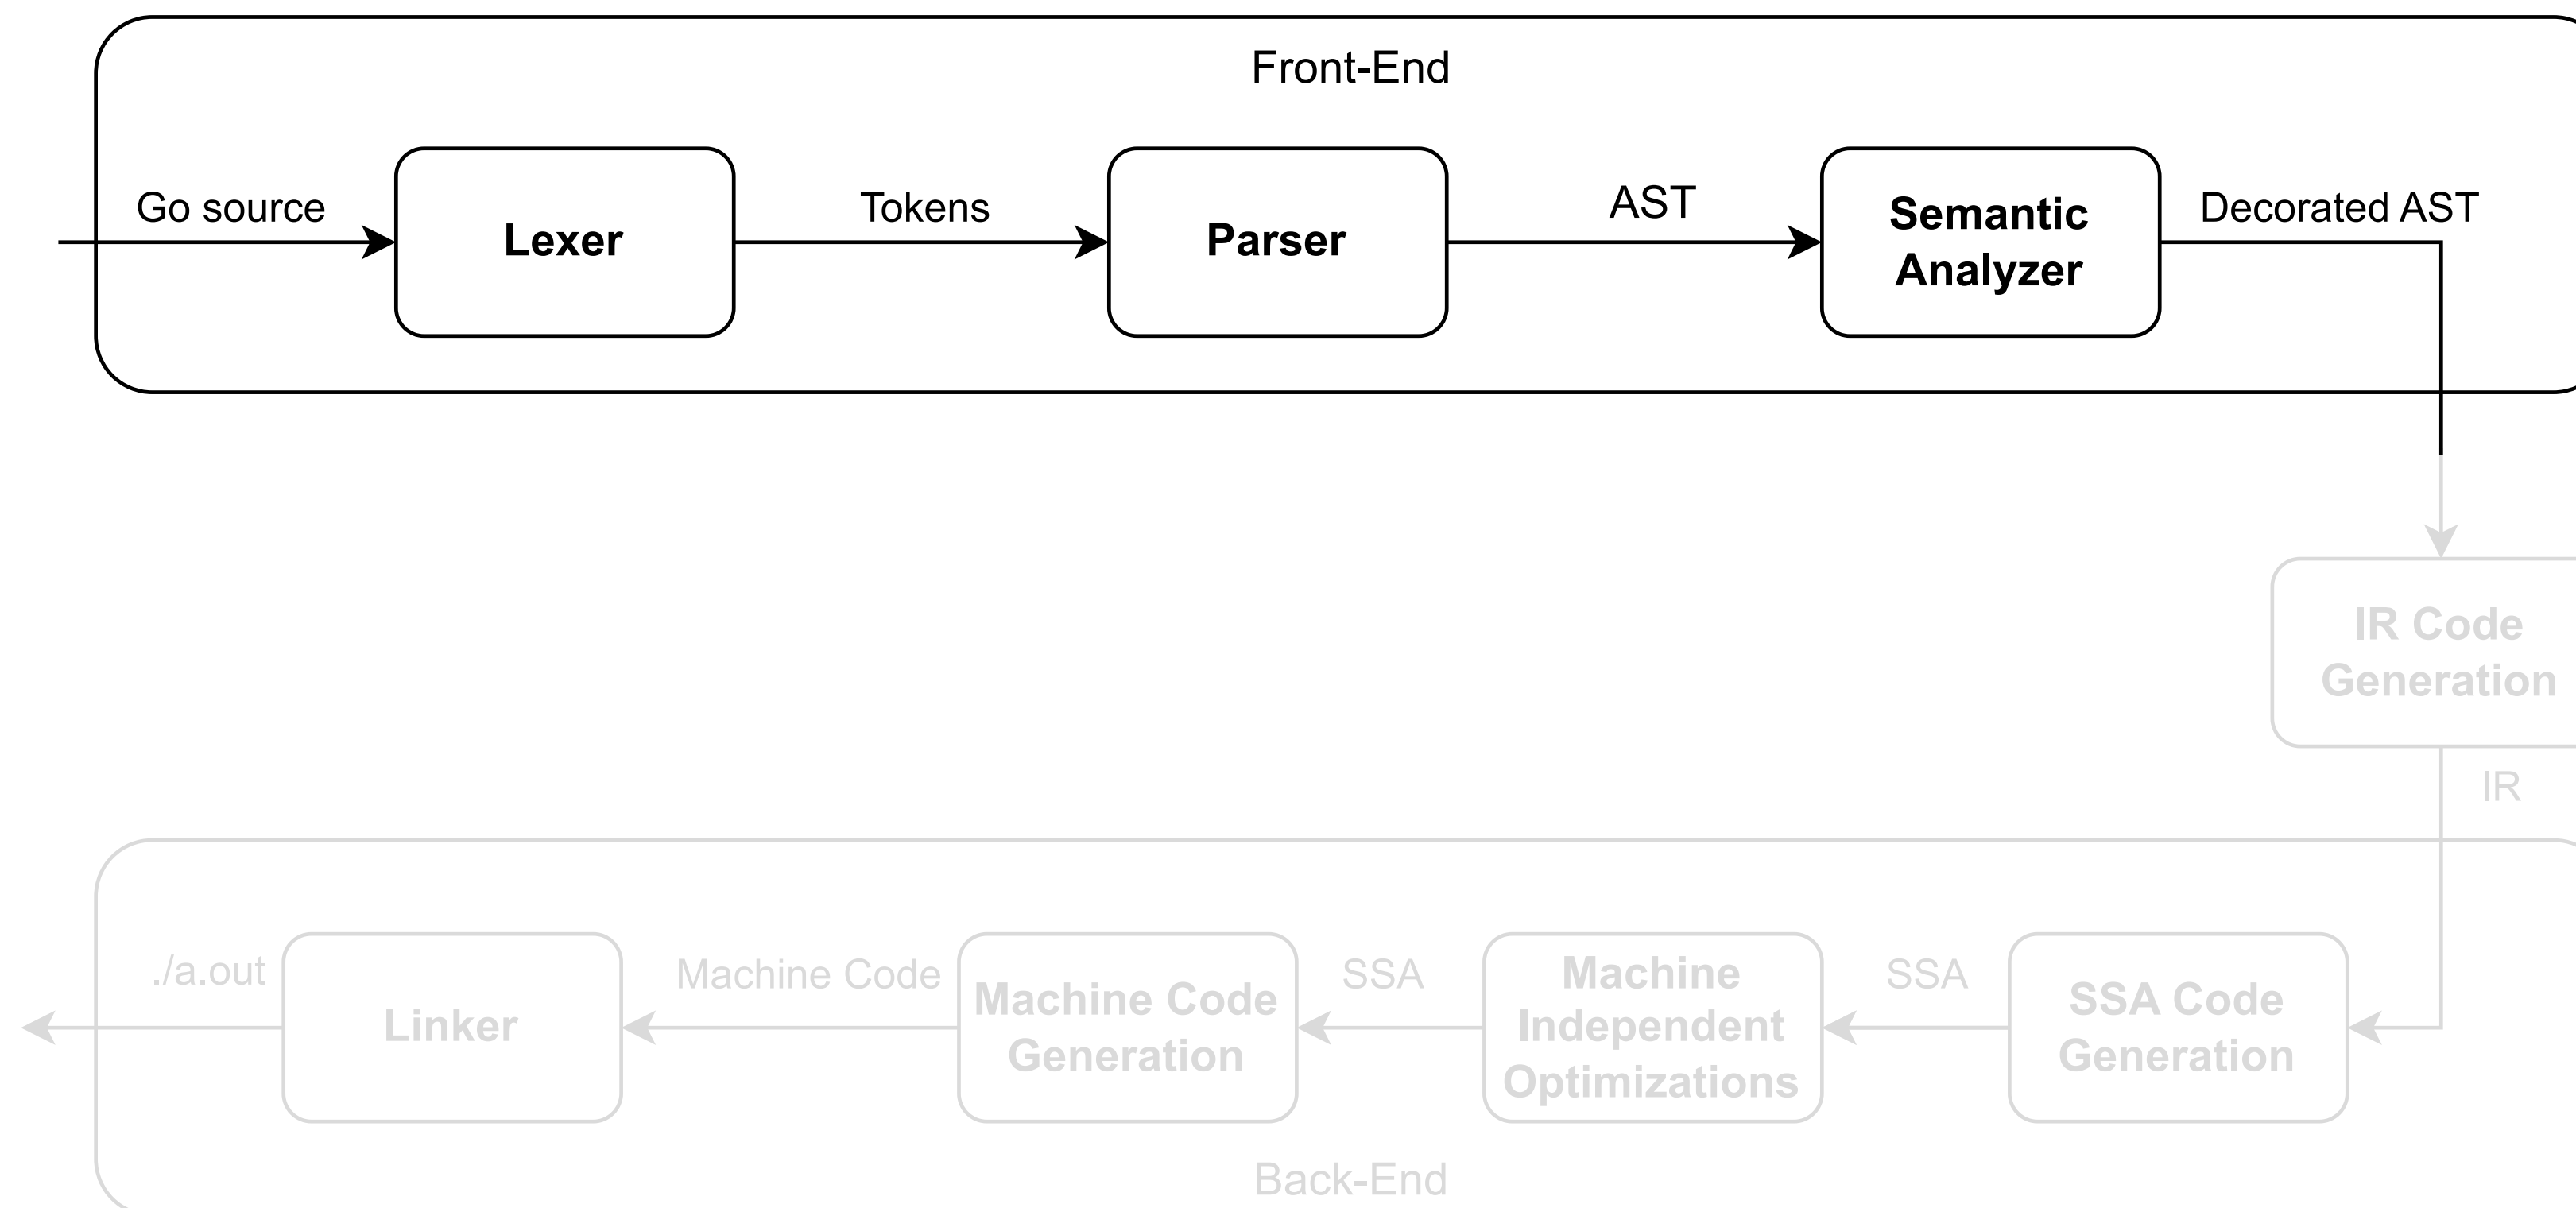 Front-End
Go source
Lexer
Tokens
Parser
AST
Semantic
Analyzer
Decorated AST
IR Code
Generation
IR
./a.out
Linker
Machine Code
Machine Code
Generation
SSA
Machine
Independent
Optimizations
SSA
SSA Code
Generation
Back-End